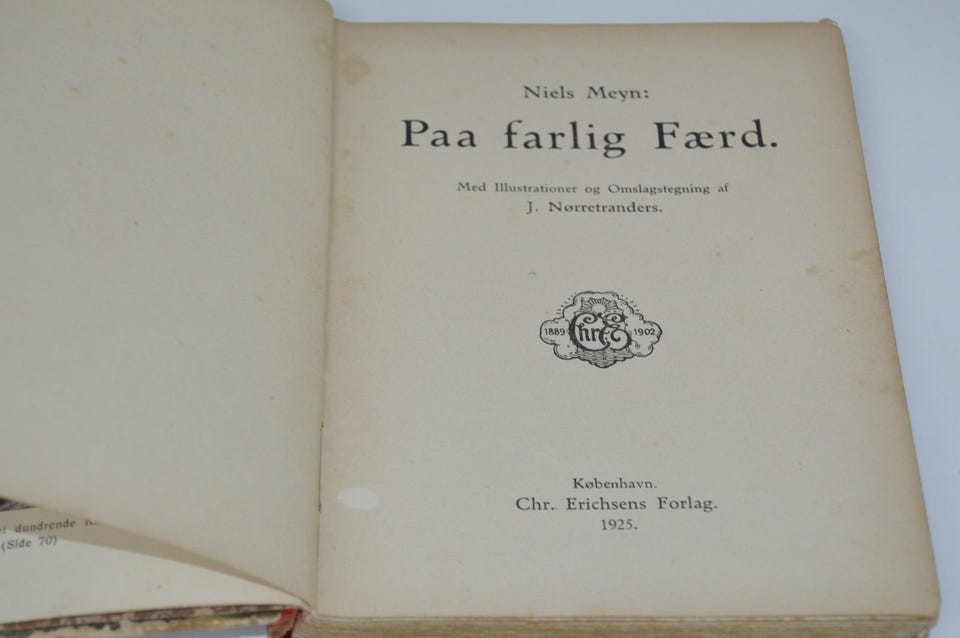 Niels Meyn:
Paa farlig Færd.
Med Illustrationer og Omslagstegning af
J. Nørretranders.
1889 Chr. E 1902
København.
Chr. Erichsens Forlag.
1925.
dundrende
(Side 70)